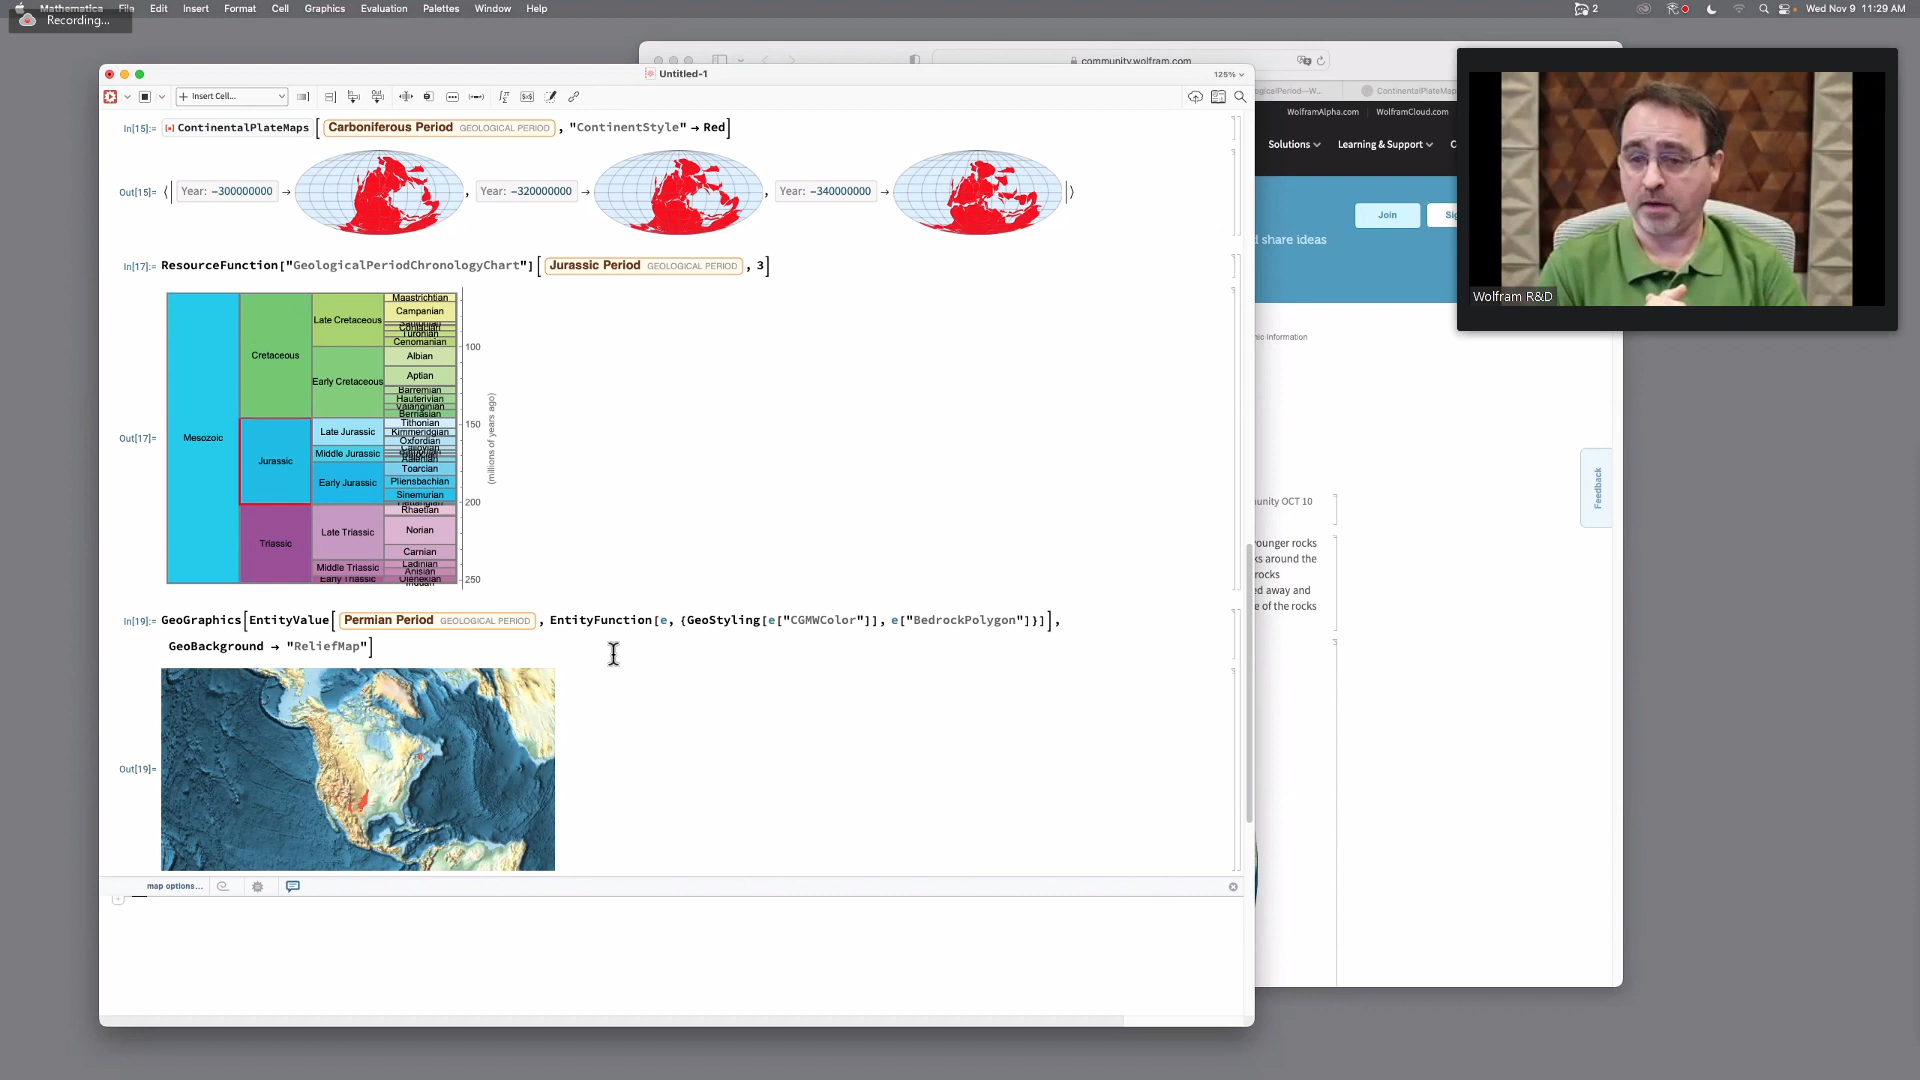 Mathematica File Edit Insert Format Cell Graphics Evaluation Palettes Window Help
2
Wed Nov 9 11:29 AM
Recording...
community.wolfram.com
Untitled-1
125%
Insert Cell...
ContinentalPlateMap
WolframAlpha.com
WolframCloud.com
Solutions
Learning & Support
Join
d share ideas
Wolfram R&D
In[15]:= ContinentalPlateMaps[Carboniferous Period GEOLOGICAL PERIOD, "ContinentStyle" → Red]
Out[15]= ⟨| Year: −300000000 → , Year: −320000000 → , Year: −340000000 → |⟩
In[17]:= ResourceFunction["GeologicalPeriodChronologyChart"][Jurassic Period GEOLOGICAL PERIOD, 3]
Out[17]=
Mesozoic
Cretaceous
Jurassic
Triassic
Late Cretaceous
Early Cretaceous
Late Jurassic
Middle Jurassic
Early Jurassic
Late Triassic
Middle Triassic
Early Triassic
Maastrichtian
Campanian
Turonian
Cenomanian
Albian
Aptian
Barremian
Hauterivian
Valanginian
Berriasian
Tithonian
Kimmeridgian
Oxfordian
Aalenian
Toarcian
Pliensbachian
Sinemurian
Rhaetian
Norian
Carnian
Ladinian
Anisian
Olenekian
100
150
200
250
(millions of years ago)
In[19]:= GeoGraphics[EntityValue[Permian Period GEOLOGICAL PERIOD, EntityFunction[e, {GeoStyling[e["CGMWColor"]], e["BedrockPolygon"]}]],
GeoBackground → "ReliefMap"]
Out[19]=
map options...
nic Information
Feedback
unity OCT 10
ounger rocks
ks around the
rocks
ed away and
e of the rocks